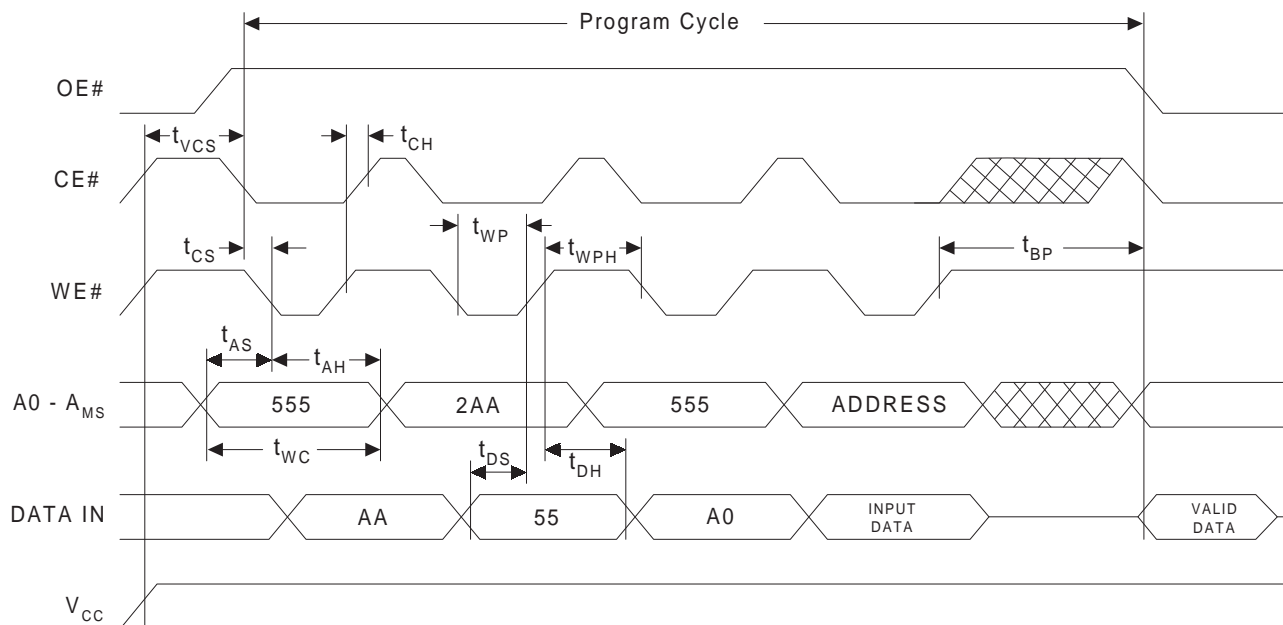 Program Cycle
OE#
tVCS
tCH
CE#
tWP
tCS
tWPH
tBP
WE#
tAS
tAH
A0 - AMS
555
2AA
555
ADDRESS
tWC
tDS
tDH
DATA IN
AA
55
A0
INPUT
DATA
VALID
DATA
VCC